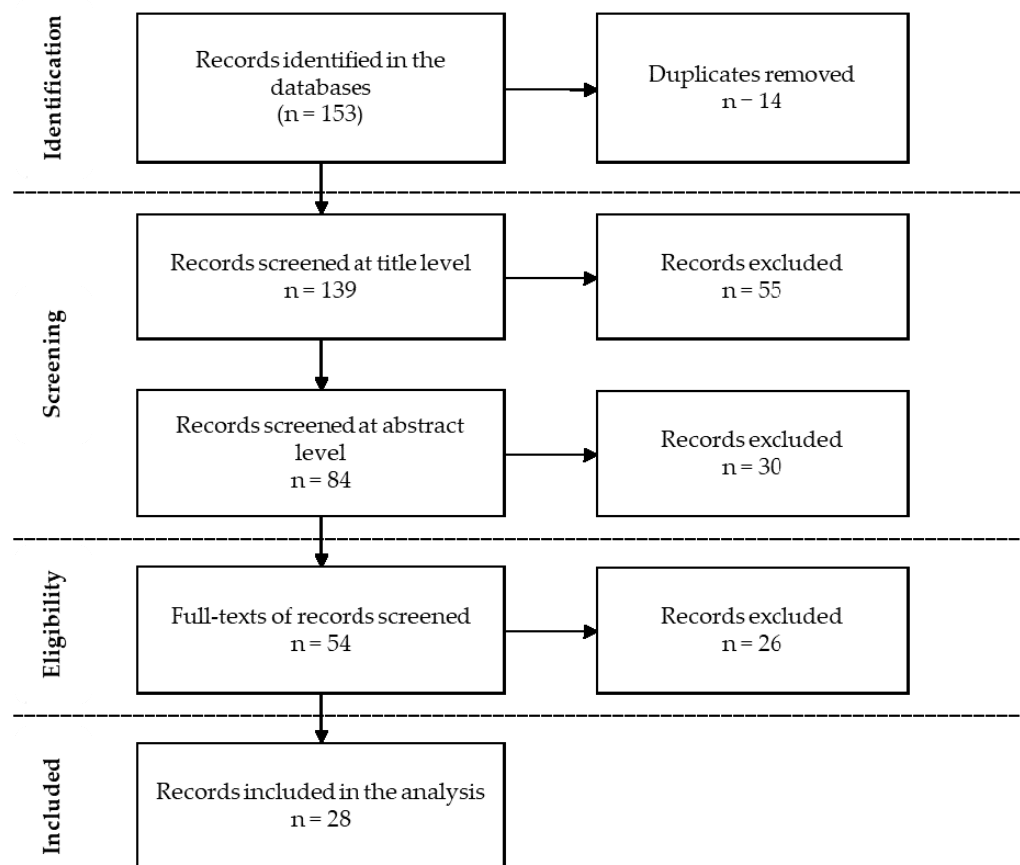 Identification
Records identified in the
databases
(n = 153)
Duplicates removed
n − 14
Screening
Records screened at title level
n = 139
Records excluded
n = 55
Records screened at abstract
level
n = 84
Records excluded
n = 30
Eligibility
Full-texts of records screened
n = 54
Records excluded
n = 26
Included
Records included in the analysis
n = 28